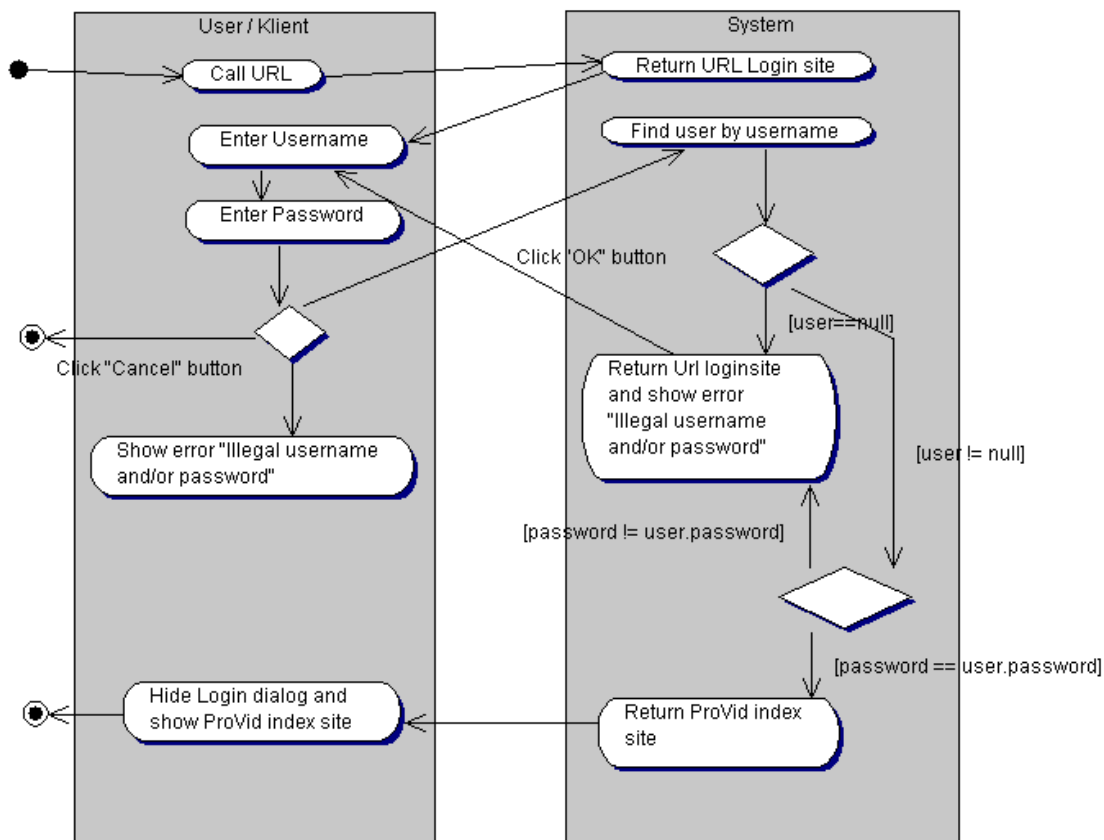 User / Klient
System
Call URL
Return URL Login site
Enter Username
Find user by username
Enter Password
Click "OK" button
[user==null]
Click "Cancel" button
Return Url loginsite
and show error
"Illegal username
and/or password"
Show error "Illegal username
and/or password"
[user != null]
[password != user.password]
[password == user.password]
Hide Login dialog and
show ProVid index site
Return ProVid index
site